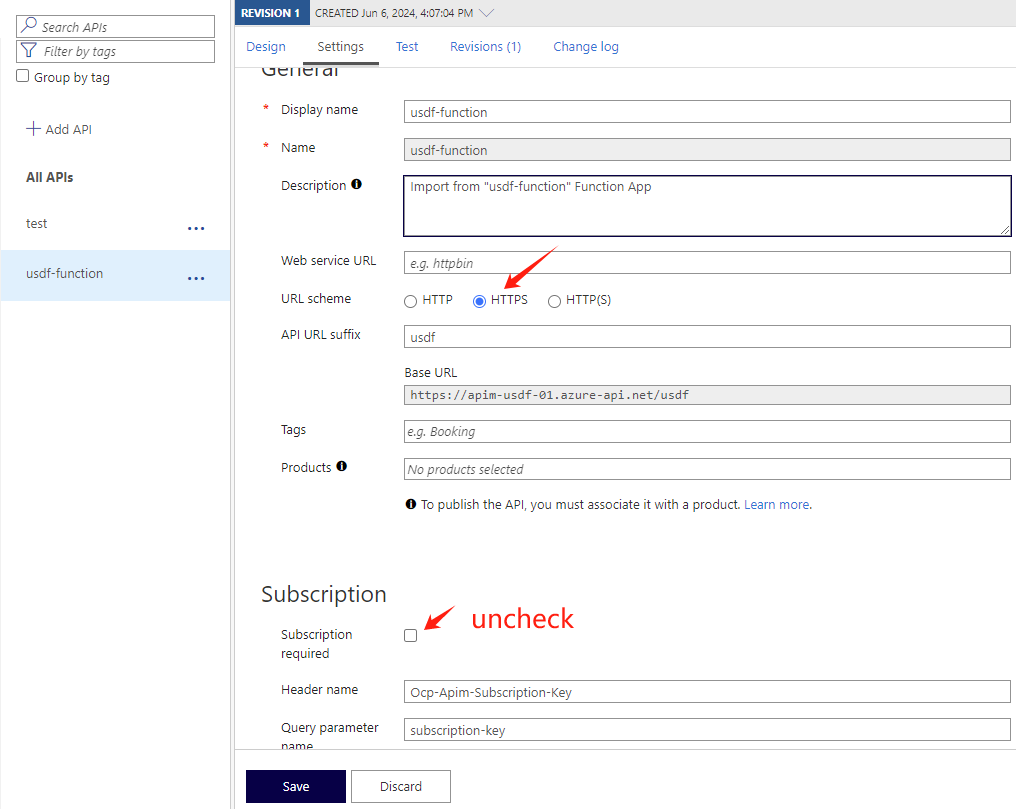 Search APIs
Filter by tags
Group by tag
Add API
All APIs
test
...
usdf-function
...
REVISION 1 CREATED Jun 6, 2024, 4:07:04 PM
Design Settings Test Revisions (1) Change log
General
* Display name usdf-function
* Name usdf-function
Description Import from "usdf-function" Function App
Web service URL e.g. httpbin
URL scheme HTTP HTTPS HTTP(S)
API URL suffix usdf
Base URL
https://apim-usdf-01.azure-api.net/usdf
Tags e.g. Booking
Products No products selected
To publish the API, you must associate it with a product. Learn more.
Subscription
uncheck
Subscription
required
Header name Ocp-Apim-Subscription-Key
Query parameter
name
subscription-key
Save Discard